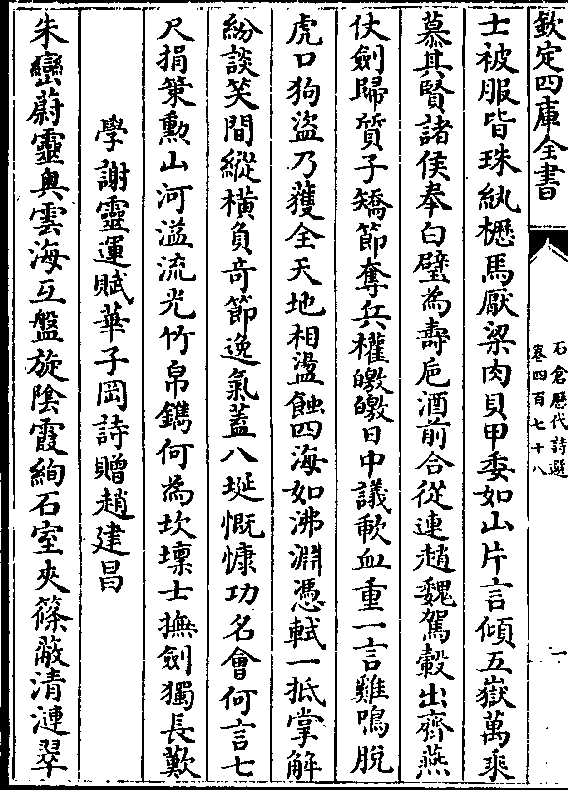 欽定四庫全書
石倉歷代詩選
卷四百七十八
一
士被服皆珠紈櫪馬厭粱肉貝甲委如山片言傾五嶽萬乘
慕其賢諸侯奉白璧為壽巵酒前合從連趙魏駕轂出齊燕
仗劍歸質子矯節奪兵權皦皦日中議歃血重一言雞鳴脫
虎口狗盜乃獲全天地相盪蝕四海如沸淵憑軾一抵掌解
紛談笑間縱橫負奇節逸氣蓋八埏慨慷功名會何言七
尺捐策勲山河溢流光竹帛鐫何為坎壈士撫劍獨長歎
學謝靈運賦華子岡詩贈趙建昌
朱巒蔚靈奥雲海互盤旋陰霞絢石室夾篠敞清漣翠